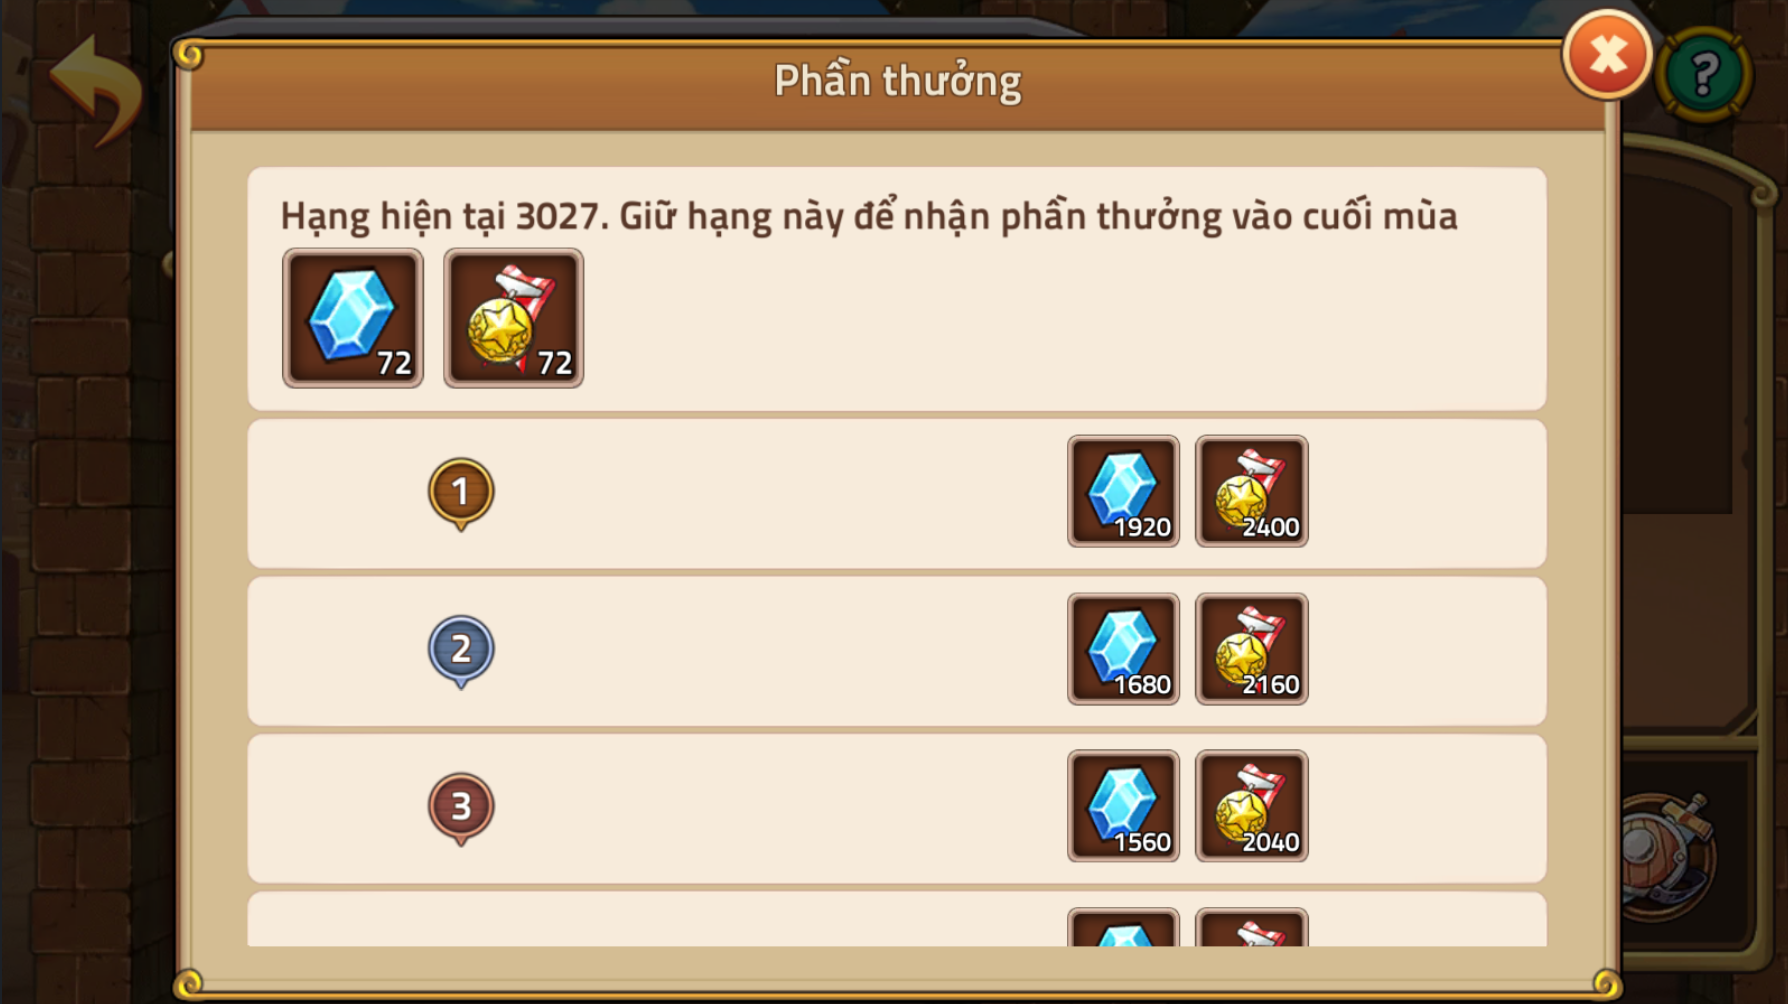 Phần thưởng
?
Hạng hiện tại 3027. Giữ hạng này để nhận phần thưởng vào cuối mùa
72 72
1 1920 2400
2 1680 2160
3 1560 2040